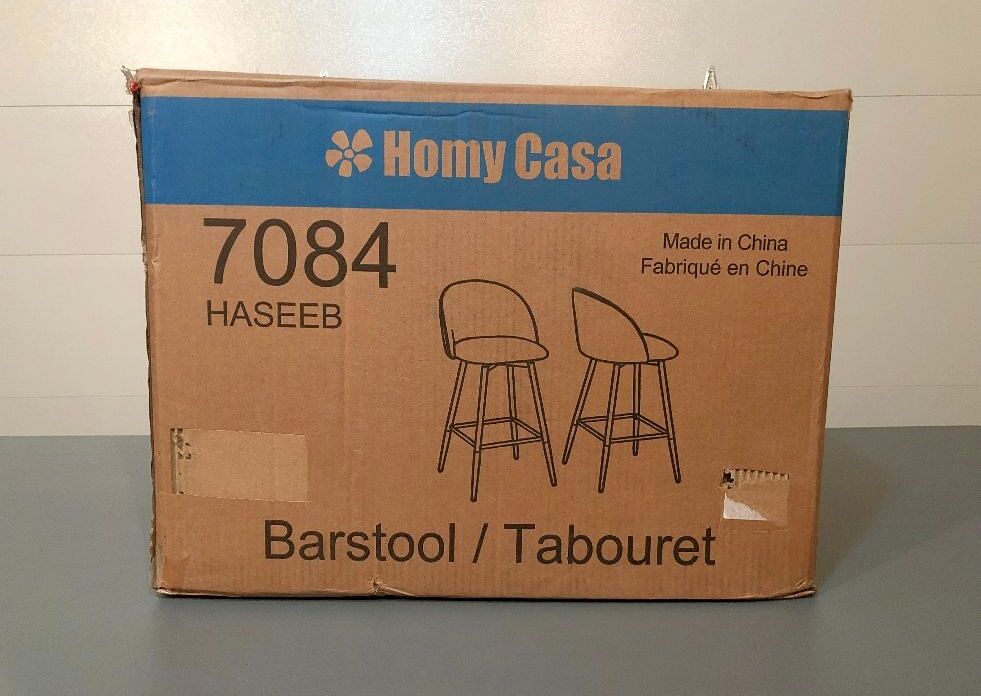 Homy Casa
7084
HASEEB
Made in China
Fabriqué en Chine
Barstool / Tabouret